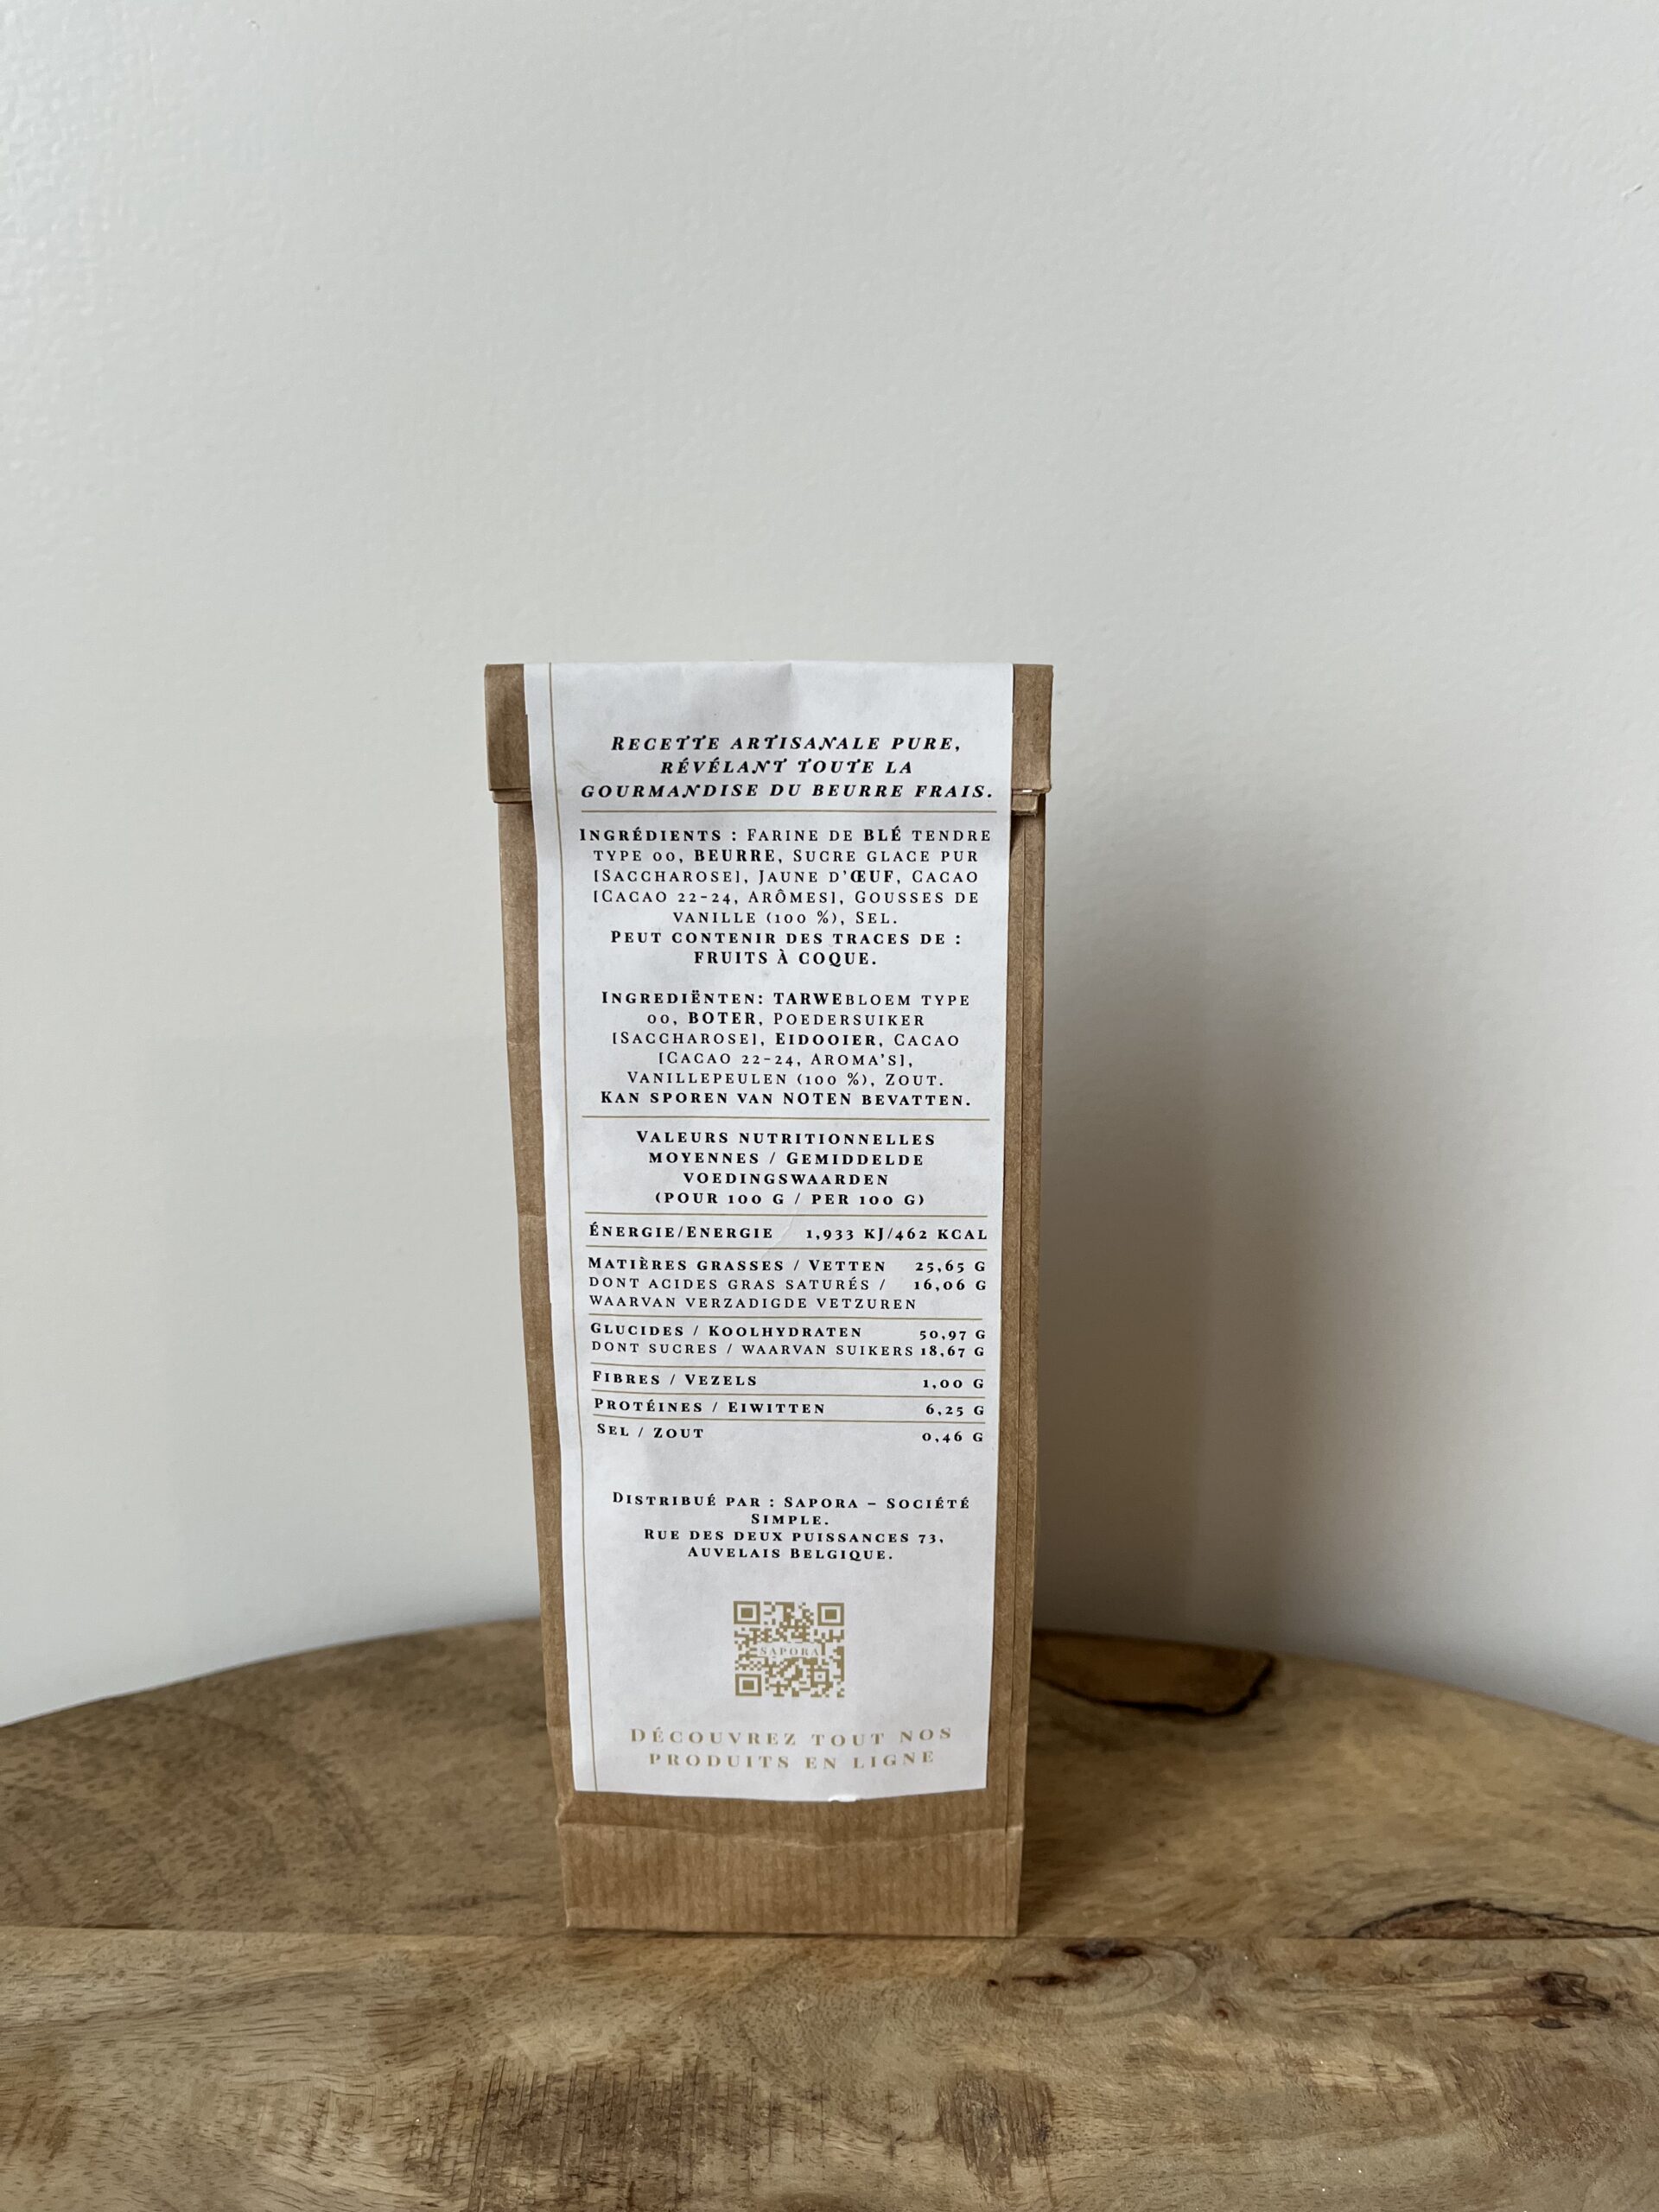 RECETTE ARTISANALE PURE,
RÉVÉLANT TOUTE LA
GOURMANDISE DU BEURRE FRAIS.
INGRÉDIENTS : FARINE DE BLÉ TENDRE
TYPE 00, BEURRE, SUCRE GLACE PUR
[SACCHAROSE], JAUNE D'ŒUF, CACAO
[CACAO 22-24, ARÔMES], GOUSSES DE
VANILLE (100 %), SEL.
PEUT CONTENIR DES TRACES DE :
FRUITS À COQUE.
INGREDIËNTEN: TARWEBLOEM TYPE
00, BOTER, POEDERSUIKER
[SACCHAROSE], EIDOOIER, CACAO
[CACAO 22-24, AROMA'S],
VANILLEPEULEN (100 %), ZOUT.
KAN SPOREN VAN NOTEN BEVATTEN.
VALEURS NUTRITIONNELLES
MOYENNES / GEMIDDELDE
VOEDINGSWAARDEN
(POUR 100 G / PER 100 G)
ÉNERGIE/ENERGIE 1,933 KJ/462 KCAL
MATIÈRES GRASSES / VETTEN 25,65 G
DONT ACIDES GRAS SATURÉS / 16,06 G
WAARVAN VERZADIGDE VETZUREN
GLUCIDES / KOOLHYDRATEN 50,97 G
DONT SUCRES / WAARVAN SUIKERS 18,67 G
FIBRES / VEZELS 1,00 G
PROTÉINES / EIWITTEN 6,25 G
SEL / ZOUT 0,46 G
DISTRIBUÉ PAR : SAPORA – SOCIÉTÉ
SIMPLE.
RUE DES DEUX PUISSANCES 73,
AUVELAIS BELGIQUE.
SAPORA
DÉCOUVREZ TOUT NOS
PRODUITS EN LIGNE